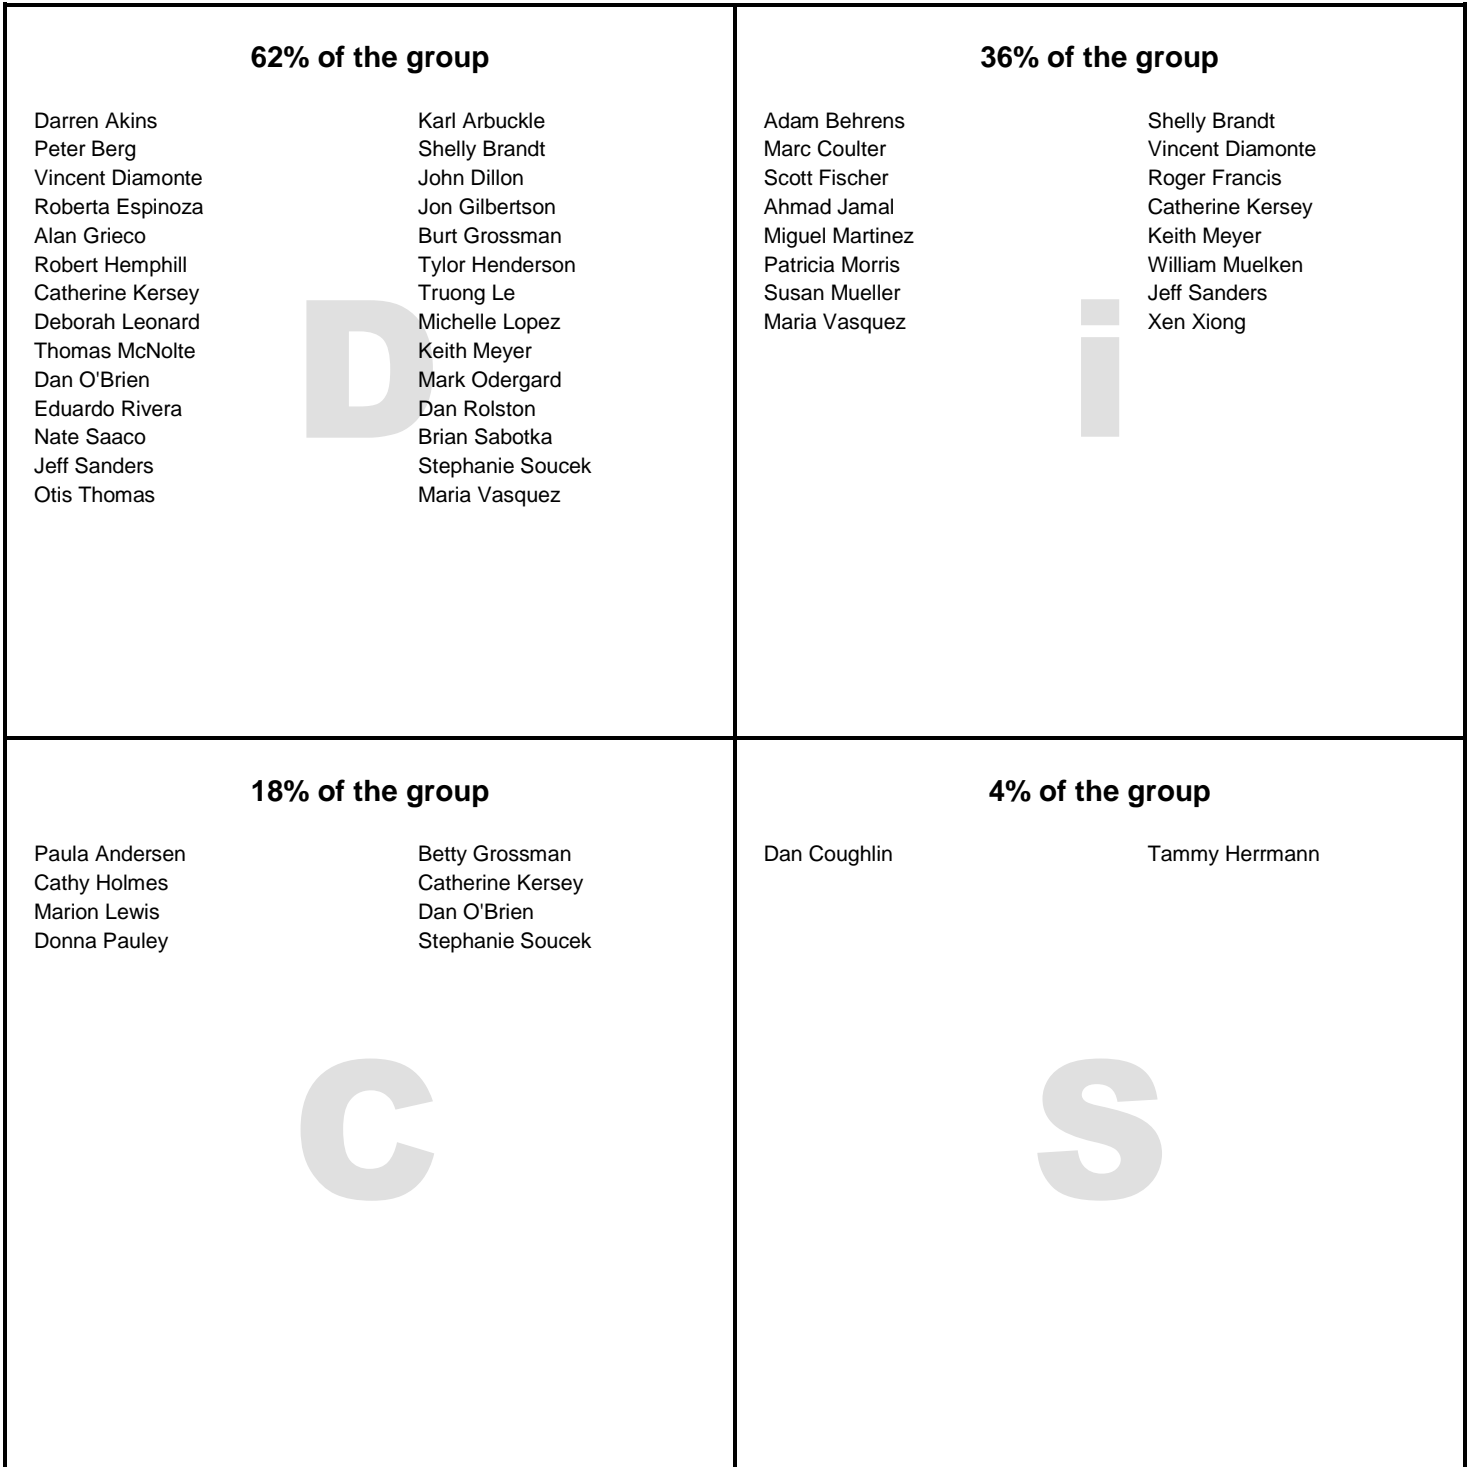 62% of the group
Darren Akins Karl Arbuckle
Peter Berg Shelly Brandt
Vincent Diamonte John Dillon
Roberta Espinoza Jon Gilbertson
Alan Grieco Burt Grossman
Robert Hemphill Tylor Henderson
Catherine Kersey Truong Le
Deborah Leonard Michelle Lopez
Thomas McNolte Keith Meyer
Dan O'Brien Mark Odergard
Eduardo Rivera Dan Rolston
Nate Saaco Brian Sabotka
Jeff Sanders Stephanie Soucek
Otis Thomas Maria Vasquez
D
36% of the group
Adam Behrens Shelly Brandt
Marc Coulter Vincent Diamonte
Scott Fischer Roger Francis
Ahmad Jamal Catherine Kersey
Miguel Martinez Keith Meyer
Patricia Morris William Muelken
Susan Mueller Jeff Sanders
Maria Vasquez Xen Xiong
i
18% of the group
Paula Andersen Betty Grossman
Cathy Holmes Catherine Kersey
Marion Lewis Dan O'Brien
Donna Pauley Stephanie Soucek
C
4% of the group
Dan Coughlin Tammy Herrmann
S